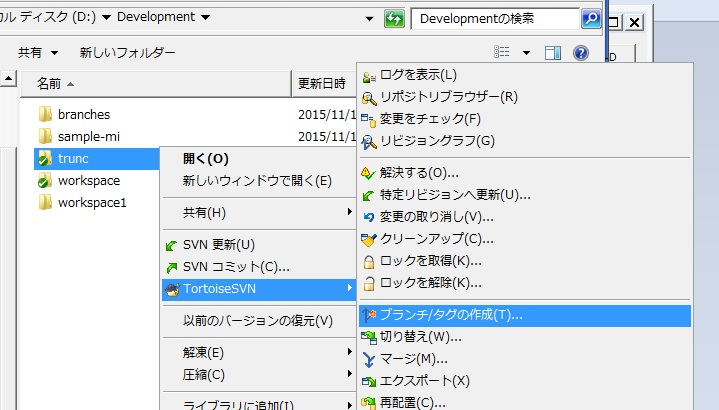 カル ディスク (D:) ▸ Development ▸
Developmentの検索
共有 ▼ 新しいフォルダー
名前
更新日時
branches 2015/11/1
sample-mi 2015/11/1
trunc
workspace
workspace1
開く(O)
新しいウィンドウで開く(E)
共有(H)
SVN 更新(U)
SVN コミット(C)...
TortoiseSVN
以前のバージョンの復元(V)
解凍(E)
圧縮(C)
ライブラリに追加(I)
ログを表示(L)
リポジトリブラウザー(R)
変更をチェック(F)
リビジョングラフ(G)
解決する(O)...
特定リビジョンへ更新(U)...
変更の取り消し(V)...
クリーンアップ(C)...
ロックを取得(K)...
ロックを解除(K)...
ブランチ/タグの作成(T)...
切り替え(W)...
マージ(M)...
エクスポート(X)
再配置(C)...